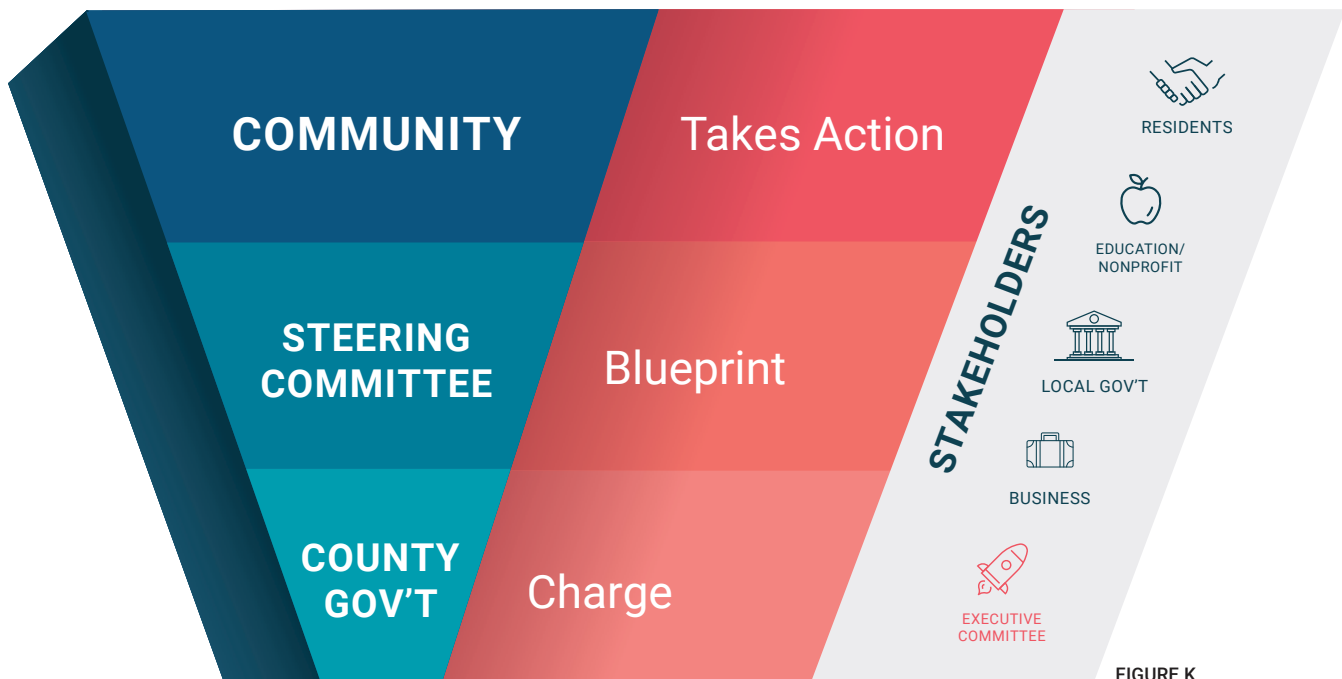 COMMUNITY
Takes Action
STEERING
COMMITTEE
Blueprint
COUNTY
GOV’T
Charge
STAKEHOLDERS
RESIDENTS
EDUCATION/
NONPROFIT
LOCAL GOV’T
BUSINESS
EXECUTIVE
COMMITTEE
FIGURE K